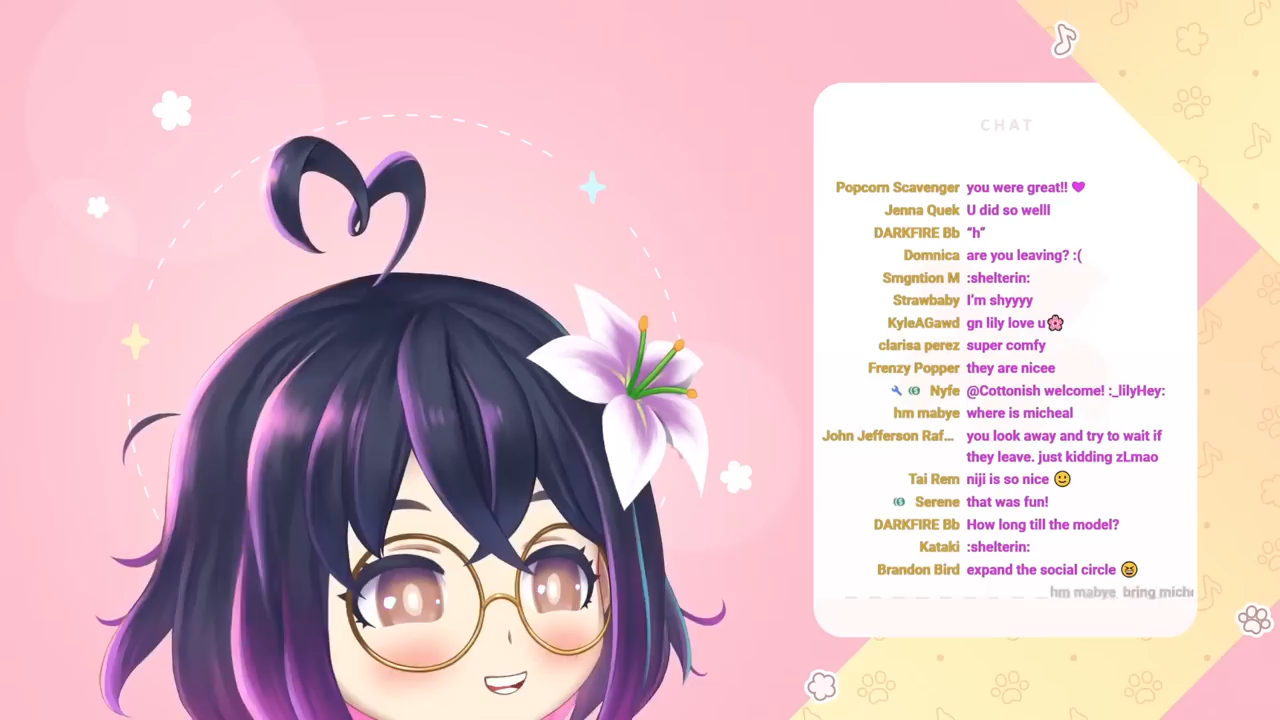 CHAT
Popcorn Scavenger you were great!!
Jenna Quek U did so welll
DARKFIRE Bb “h”
Domnica are you leaving? :(
Smgntion M :shelterin:
Strawbaby I'm shyyyy
KyleAGawd gn lily love u
clarisa perez super comfy
Frenzy Popper they are nicee
Nyfe @Cottonish welcome! :_lilyHey:
hm mabye where is micheal
John Jefferson Raf... you look away and try to wait if
they leave. just kidding zLmao
Tai Rem niji is so nice
Serene that was fun!
DARKFIRE Bb How long till the model?
Kataki :shelterin:
Brandon Bird expand the social circle
hm mabye bring